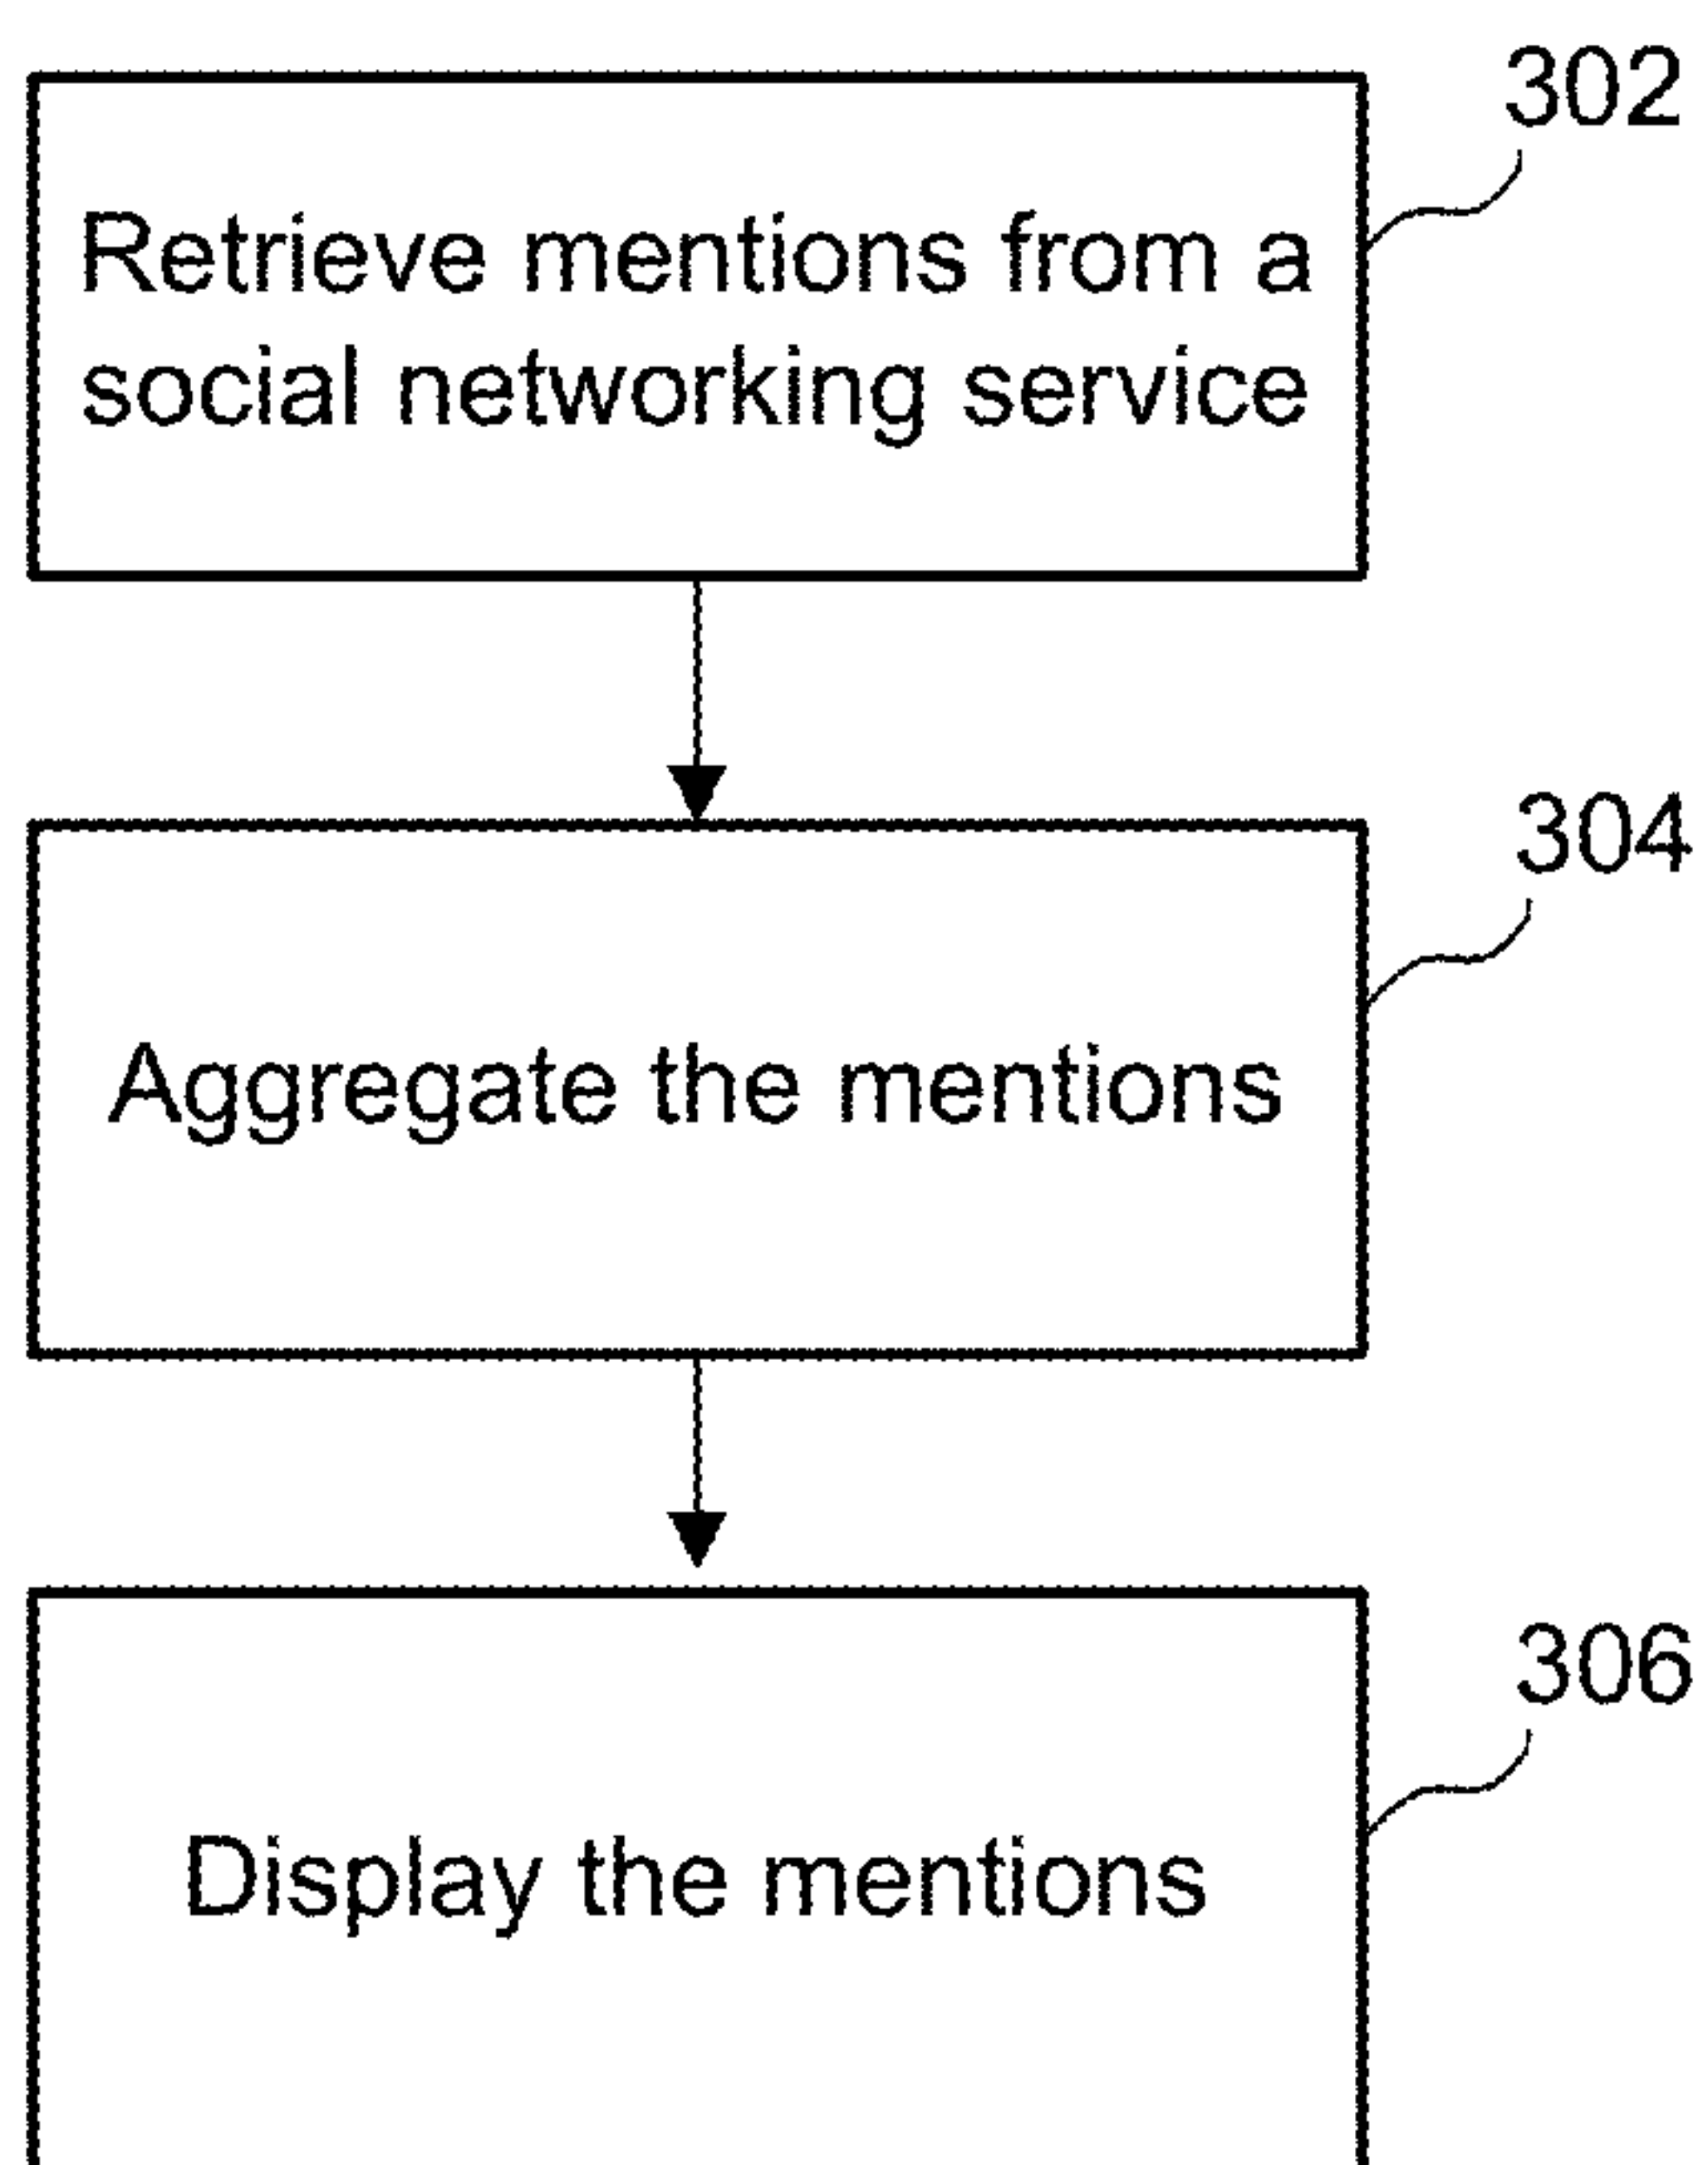 302
Retrieve mentions from a
social networking service
304
Aggregate the mentions
306
Display the mentions